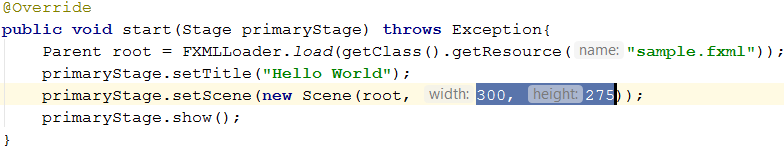 @Override
public void start(Stage primaryStage) throws Exception{
Parent root = FXMLLoader.load(getClass().getResource( name: "sample.fxml"));
primaryStage.setTitle("Hello World");
primaryStage.setScene(new Scene(root, width: 300, height: 275));
primaryStage.show();
}